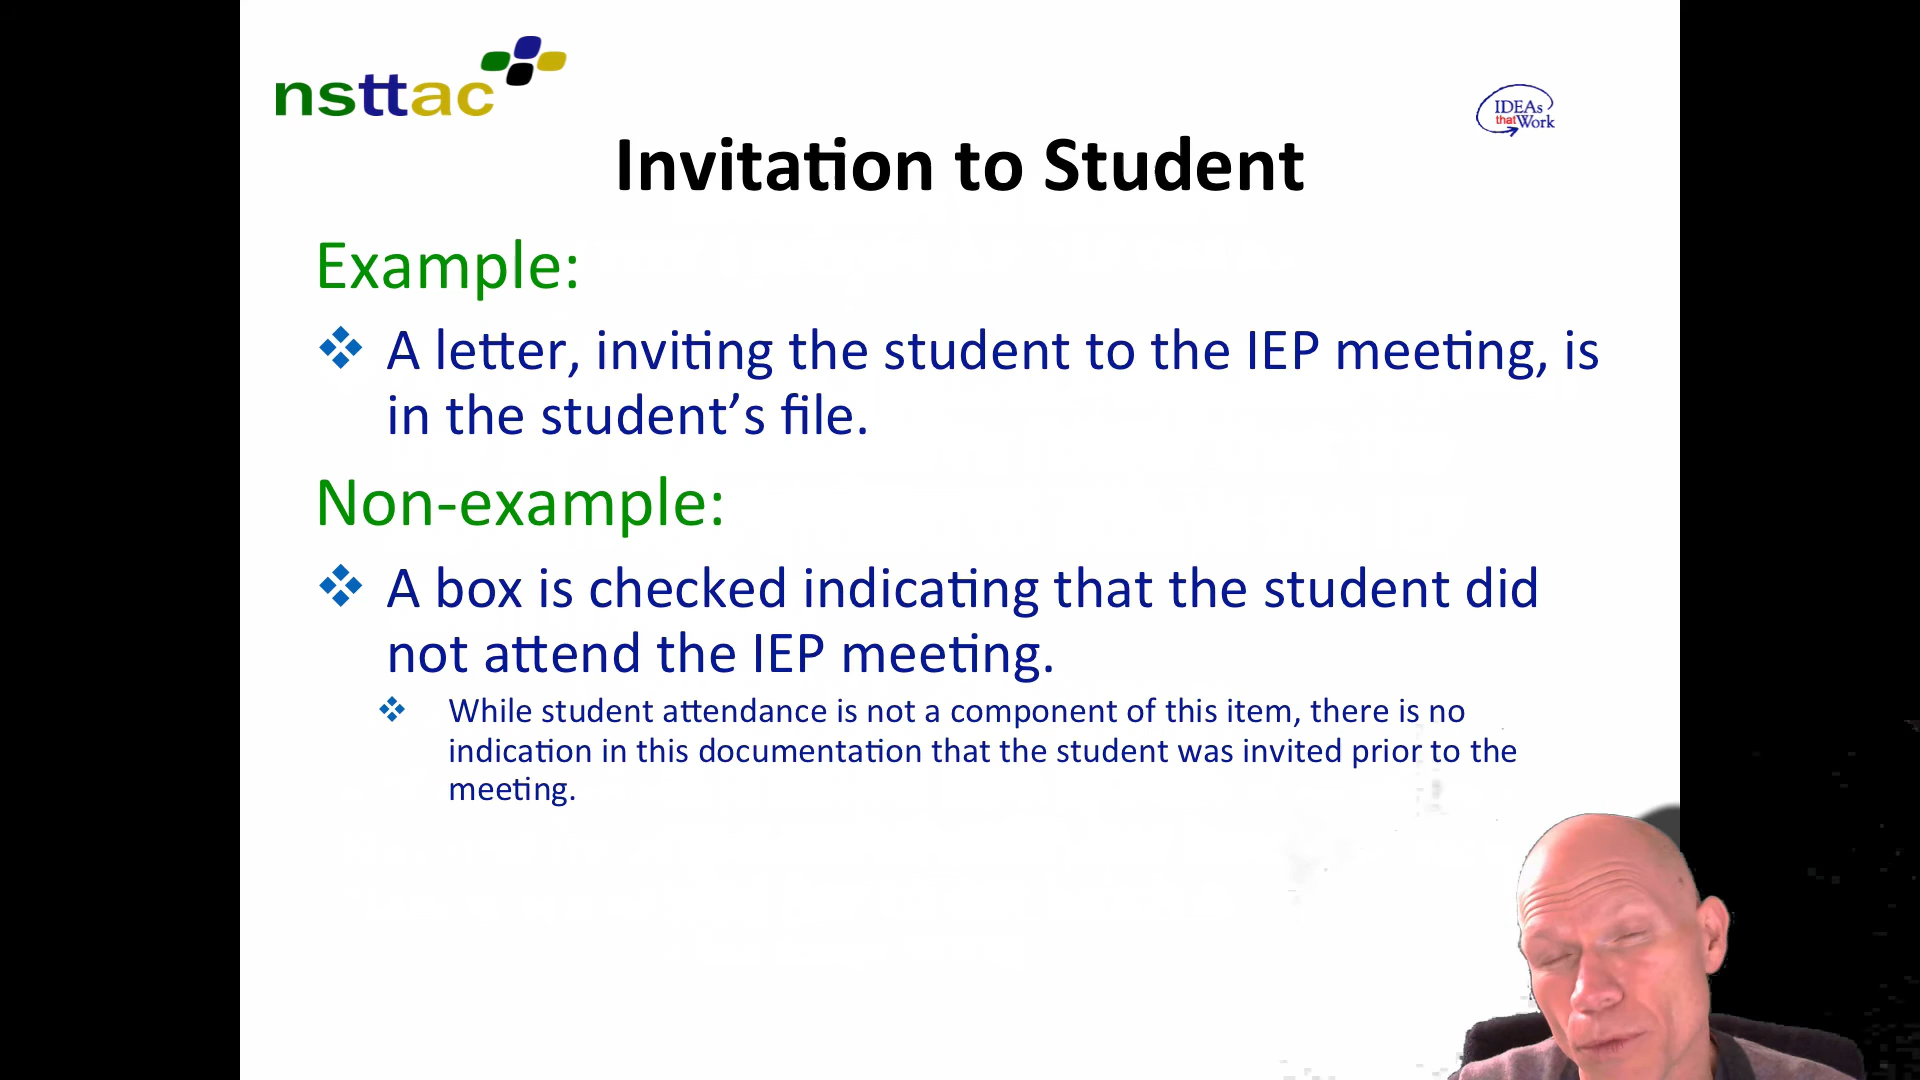 nsttac
IDEAs
that Work
Invitation to Student
Example:
A letter, inviting the student to the IEP meeting, is
in the student’s file.
Non-example:
A box is checked indicating that the student did
not attend the IEP meeting.
While student attendance is not a component of this item, there is no
indication in this documentation that the student was invited prior to the
meeting.